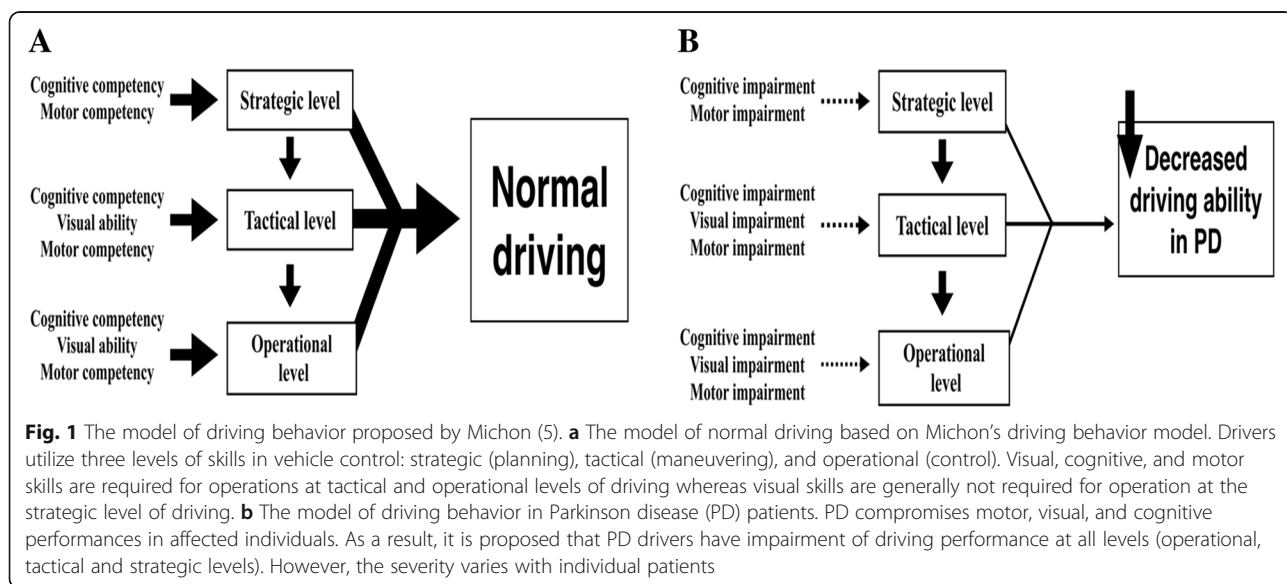 A
Cognitive competency
Motor competency
Strategic level
Cognitive competency
Visual ability
Motor competency
Tactical level
Cognitive competency
Visual ability
Motor competency
Operational
level
Normal
driving
B
Cognitive impairment
Motor impairment
Strategic level
Cognitive impairment
Visual impairment
Motor impairment
Tactical level
Cognitive impairment
Visual impairment
Motor impairment
Operational
level
Decreased
driving ability
in PD
Fig. 1 The model of driving behavior proposed by Michon (5). a The model of normal driving based on Michon's driving behavior model. Drivers
utilize three levels of skills in vehicle control: strategic (planning), tactical (maneuvering), and operational (control). Visual, cognitive, and motor
skills are required for operations at tactical and operational levels of driving whereas visual skills are generally not required for operation at the
strategic level of driving. b The model of driving behavior in Parkinson disease (PD) patients. PD compromises motor, visual, and cognitive
performances in affected individuals. As a result, it is proposed that PD drivers have impairment of driving performance at all levels (operational,
tactical and strategic levels). However, the severity varies with individual patients